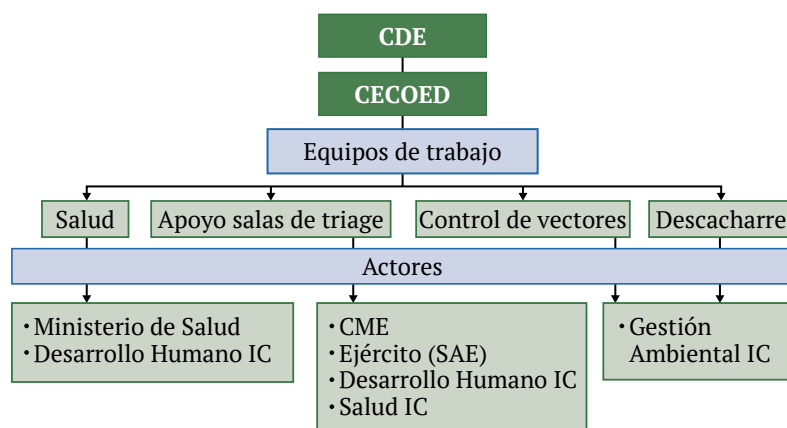 CDE
CECOED
Equipos de trabajo
Salud
Apoyo salas de triage
Control de vectores
Descacharre
Actores
· Ministerio de Salud
· Desarrollo Humano IC
· CME
· Ejército (SAE)
· Desarrollo Humano IC
· Salud IC
· Gestión
Ambiental IC